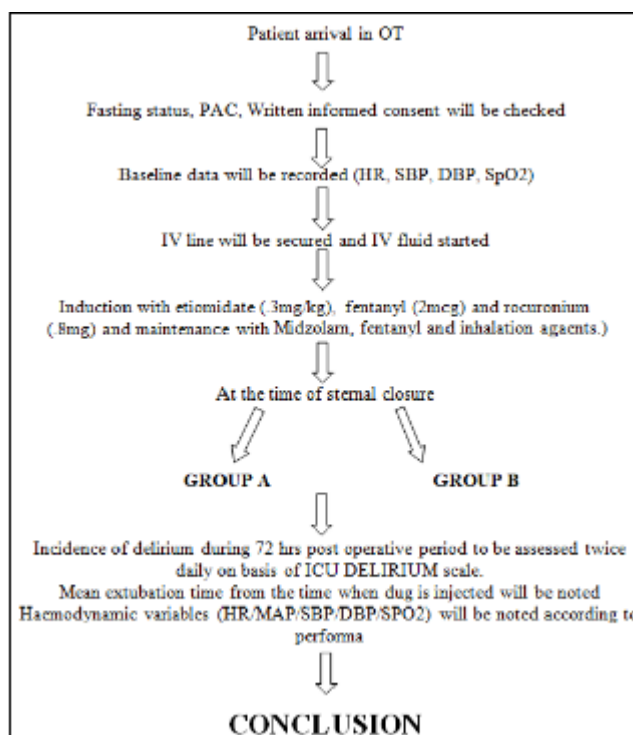 Patient arrival in OT
Fasting status, PAC, Written informed consent will be checked
Baseline data will be recorded (HR, SBP, DBP, SpO2)
IV line will be secured and IV fluid started
Induction with etiomidate (.3mg/kg), fentanyl (2mcg) and rocuronium
(.8mg) and maintenance with Midzolam, fentanyl and inhalation agaents.)
At the time of sternal closure
GROUP A GROUP B
Incidence of delirium during 72 hrs post operative period to be assessed twice
daily on basis of ICU DELIRIUM scale.
Mean extubation time from the time when dug is injected will be noted
Haemodynamic variables (HR/MAP/SBP/DBP/SPO2) will be noted according to
performa
CONCLUSION